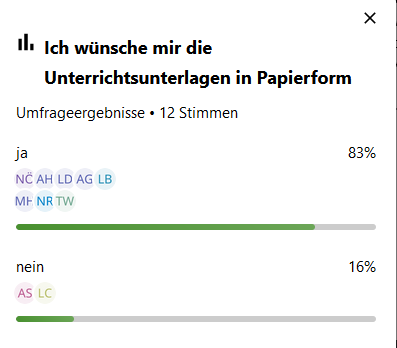 Ich wünsche mir die
Unterrichtsunterlagen in Papierform
Umfrageergebnisse • 12 Stimmen
ja 83%
NÖ AH LD AG LB
MH NR TW
nein 16%
AS LC